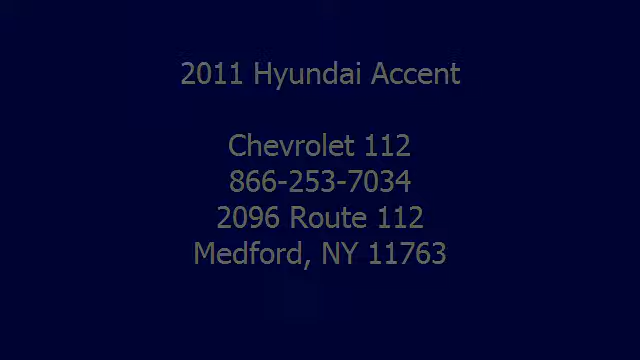 2011 Hyundai Accent
Chevrolet 112
866-253-7034
2096 Route 112
Medford, NY 11763